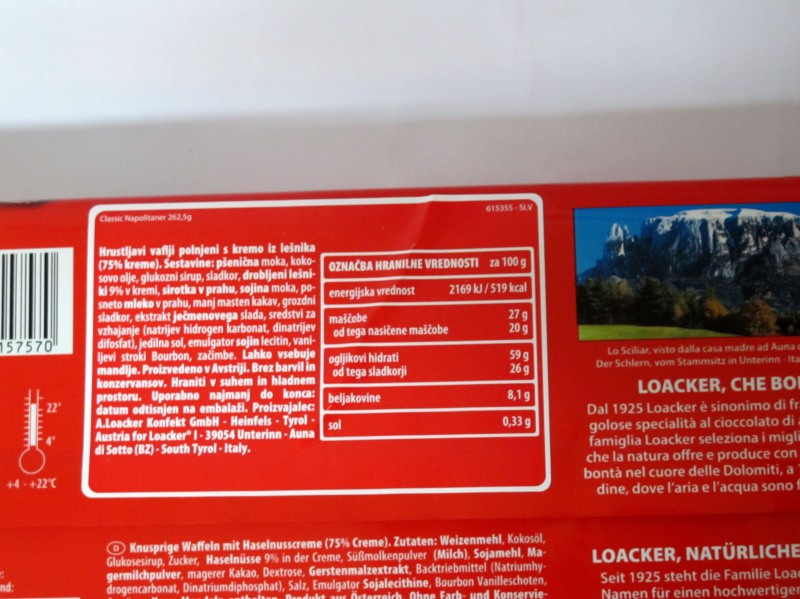 Classic Napolitaner 262,5g
615355 - SLV
Hrustljavi vaflji polnjeni s kremo iz lešnika
(75% kreme). Sestavine: pšenična moka, koko-
sovo olje, glukozni sirup, sladkor, drobljeni lešni-
ki 9% v kremi, sirotka v prahu, sojina moka, po-
sneto mleko v prahu, manj masten kakav, grozdni
sladkor, ekstrakt ječmenovega slada, sredstvi za
vzhajanje (natrijev hidrogen karbonat, dinatrijev
difosfat), jedilna sol, emulgator sojin lecitin, vani-
ljevi stroki Bourbon, začimbe. Lahko vsebuje
mandlje. Proizvedeno v Avstriji. Brez barvil in
konzervansov. Hraniti v suhem in hladnem
prostoru. Uporabno najmanj do konca:
datum odtisnjen na embalaži. Proizvajalec:
A.Loacker Konfekt GmbH - Heinfels - Tyrol -
Austria for Loacker® I - 39054 Unterinn - Auna
di Sotto (BZ) - South Tyrol - Italy.
OZNAČBA HRANILNE VREDNOSTI za 100 g
energijska vrednost 2169 kJ / 519 kcal
maščobe 27 g
od tega nasičene maščobe 20 g
ogljikovi hidrati 59 g
od tega sladkorji 26 g
beljakovine 8,1 g
sol 0,33 g
157570
22°
4°
+4 - +22°C
Lo Sciliar, visto dalla casa madre ad Auna
Der Schlern, vom Stammsitz in Unterinn
LOACKER, CHE
Dal 1925 Loacker è sinonimo di
golose specialità al cioccolato di
famiglia Loacker seleziona i
che la natura offre e produce con
bontà nel cuore delle Dolomiti, a
dine, dove l'aria e l'acqua sono
D Knusprige Waffeln mit Haselnusscreme (75% Creme). Zutaten: Weizenmehl, Kokosöl,
Glukosesirup, Zucker, Haselnüsse 9% in der Creme, Süßmolkenpulver (Milch), Sojamehl, Ma-
germilchpulver, magerer Kakao, Dextrose, Gerstenmalzextrakt, Backtriebmittel (Natriumhy-
drogencarbonat, Dinatriumdiphosphat), Salz, Emulgator Sojalecithine, Bourbon Vanilleschoten,
enthalten. Produkt aus Österreich. Ohne Farb- und Konservie-
LOACKER, NATÜRLICHE
Seit 1925 steht die Familie
Namen für einen hochwertigen